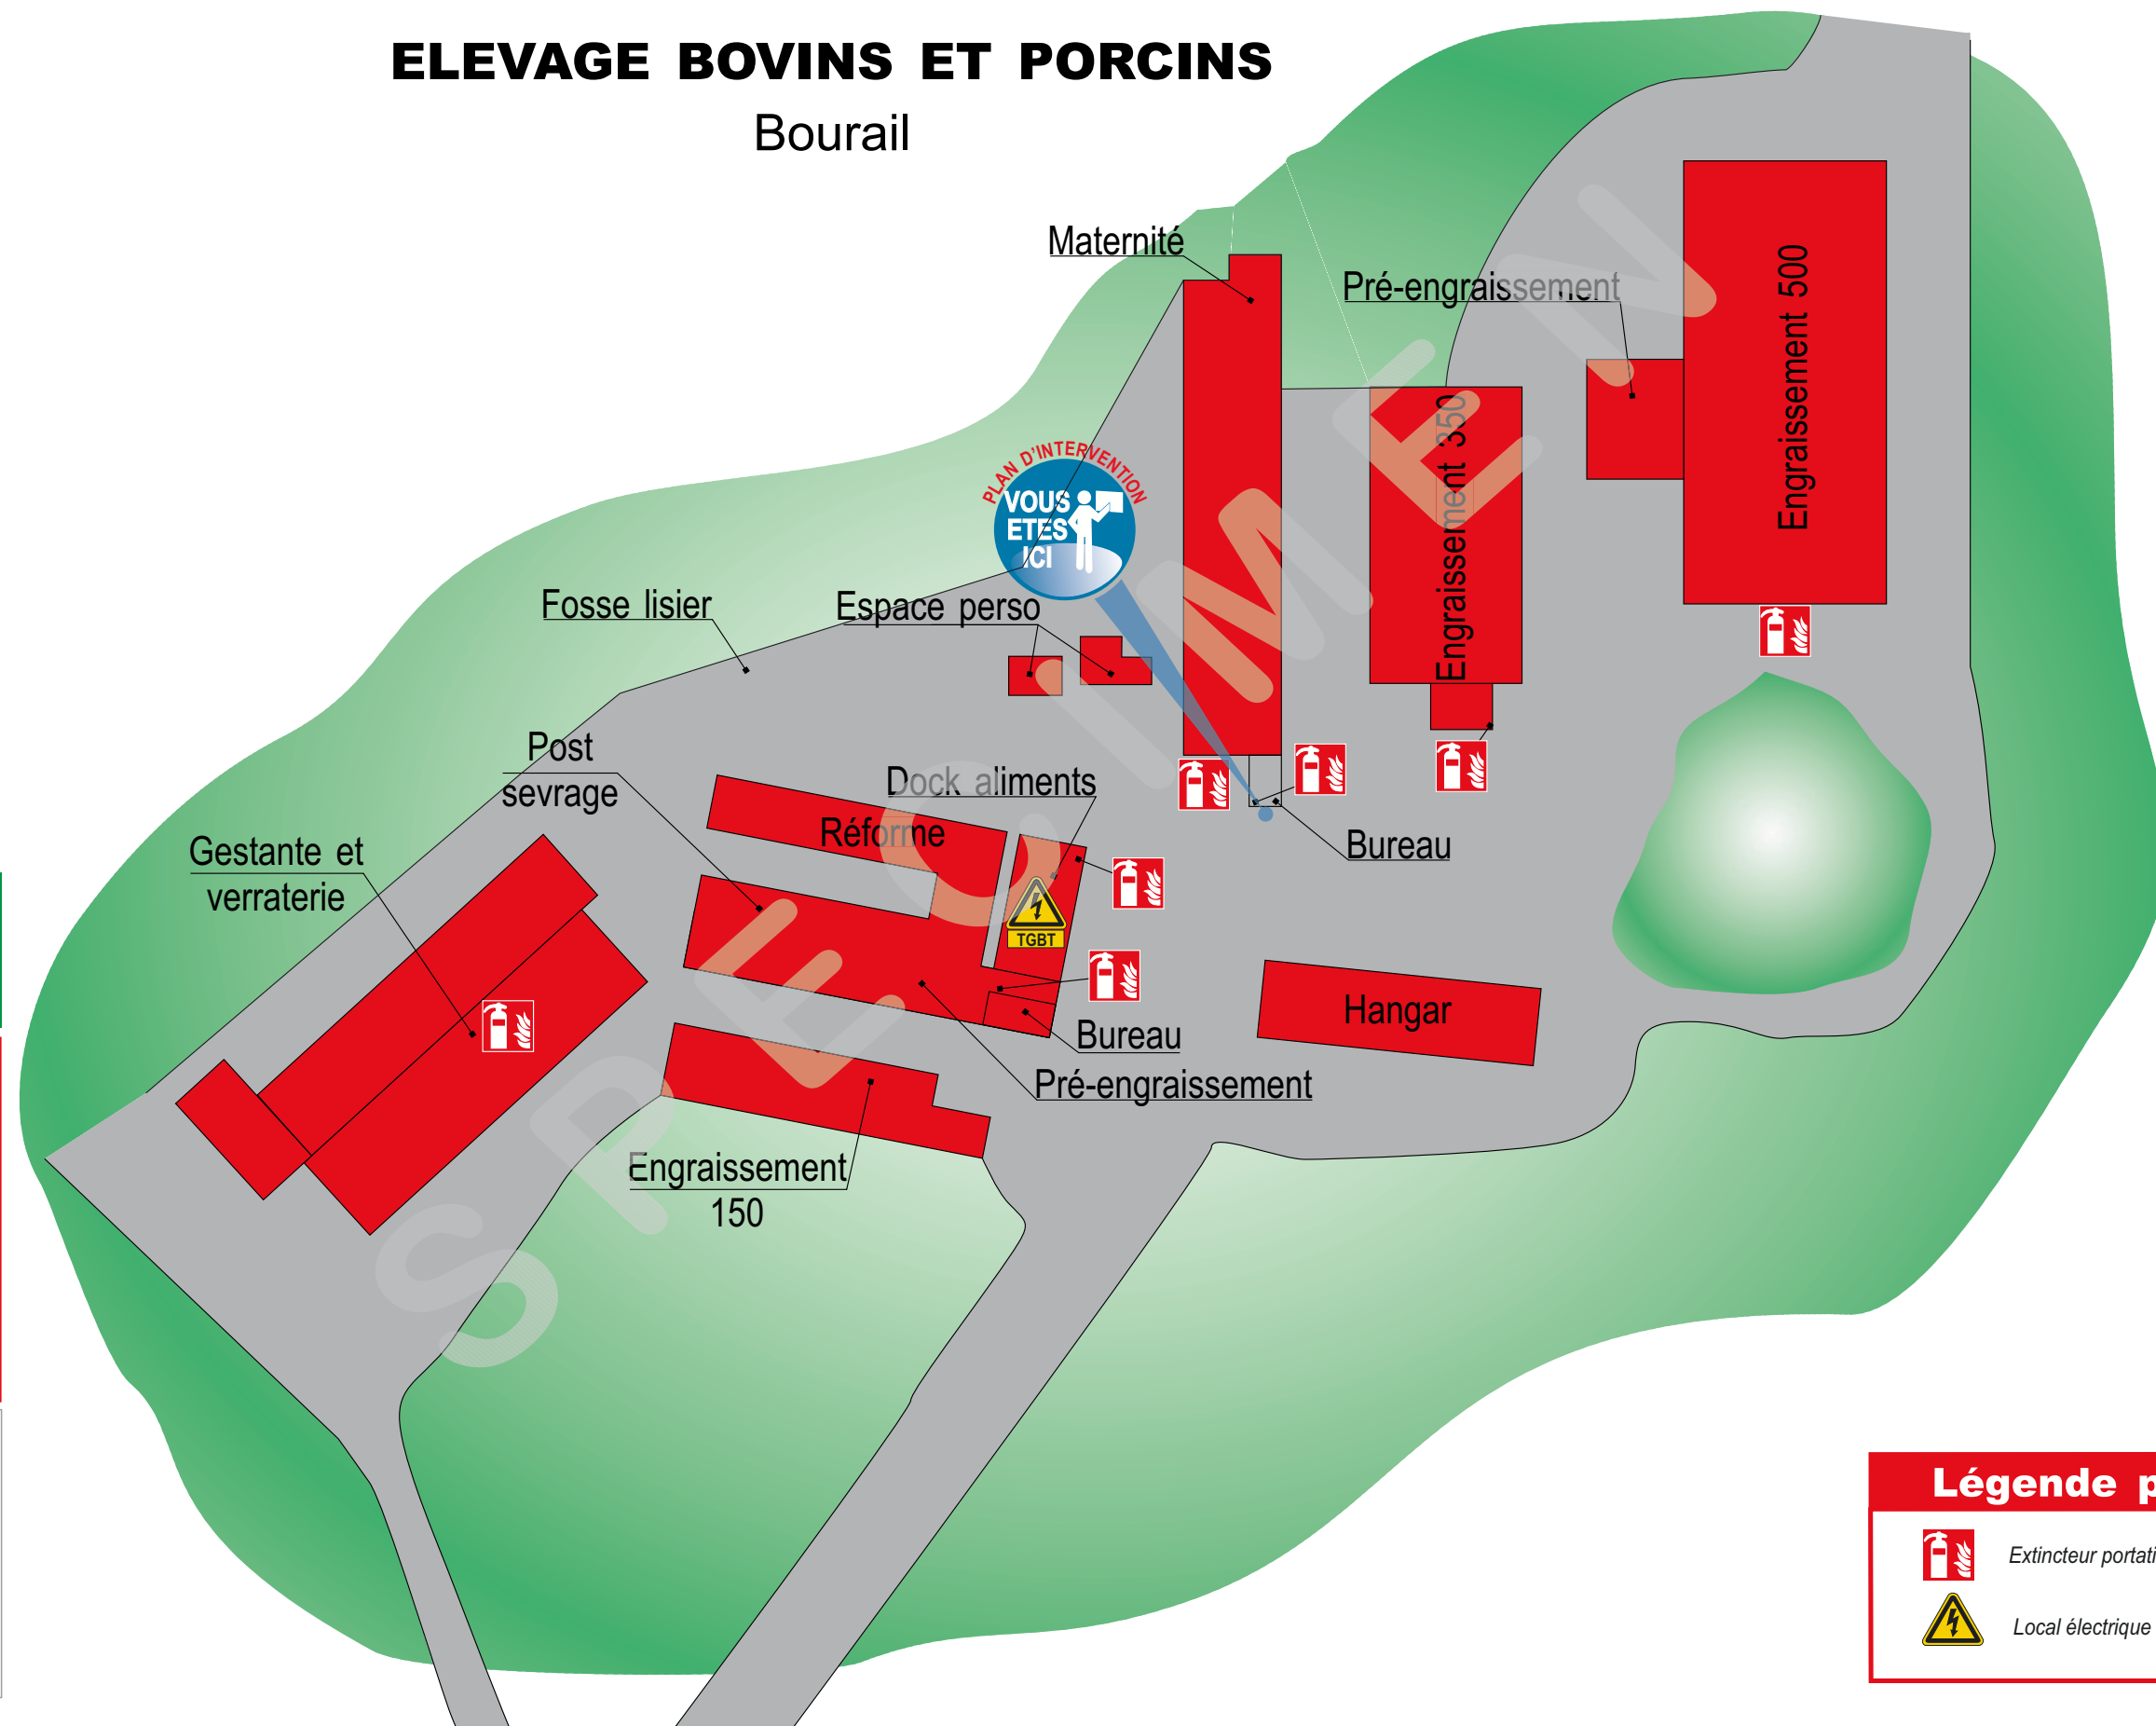 ELEVAGE BOVINS ET PORCINS
Bourail
Maternité
Pré-engraissement
Engraissement 500
Engraissement 350
PLAN D'INTERVENTION
VOUS
ETES
ICI
Fosse lisier
Espace perso
Post
sevrage
Dock aliments
Réforme
Bureau
Gestante et
verraterie
TGBT
Hangar
Bureau
Pré-engraissement
Engraissement
150
SPECIMEN
Légende p
Extincteur portati
Local électrique